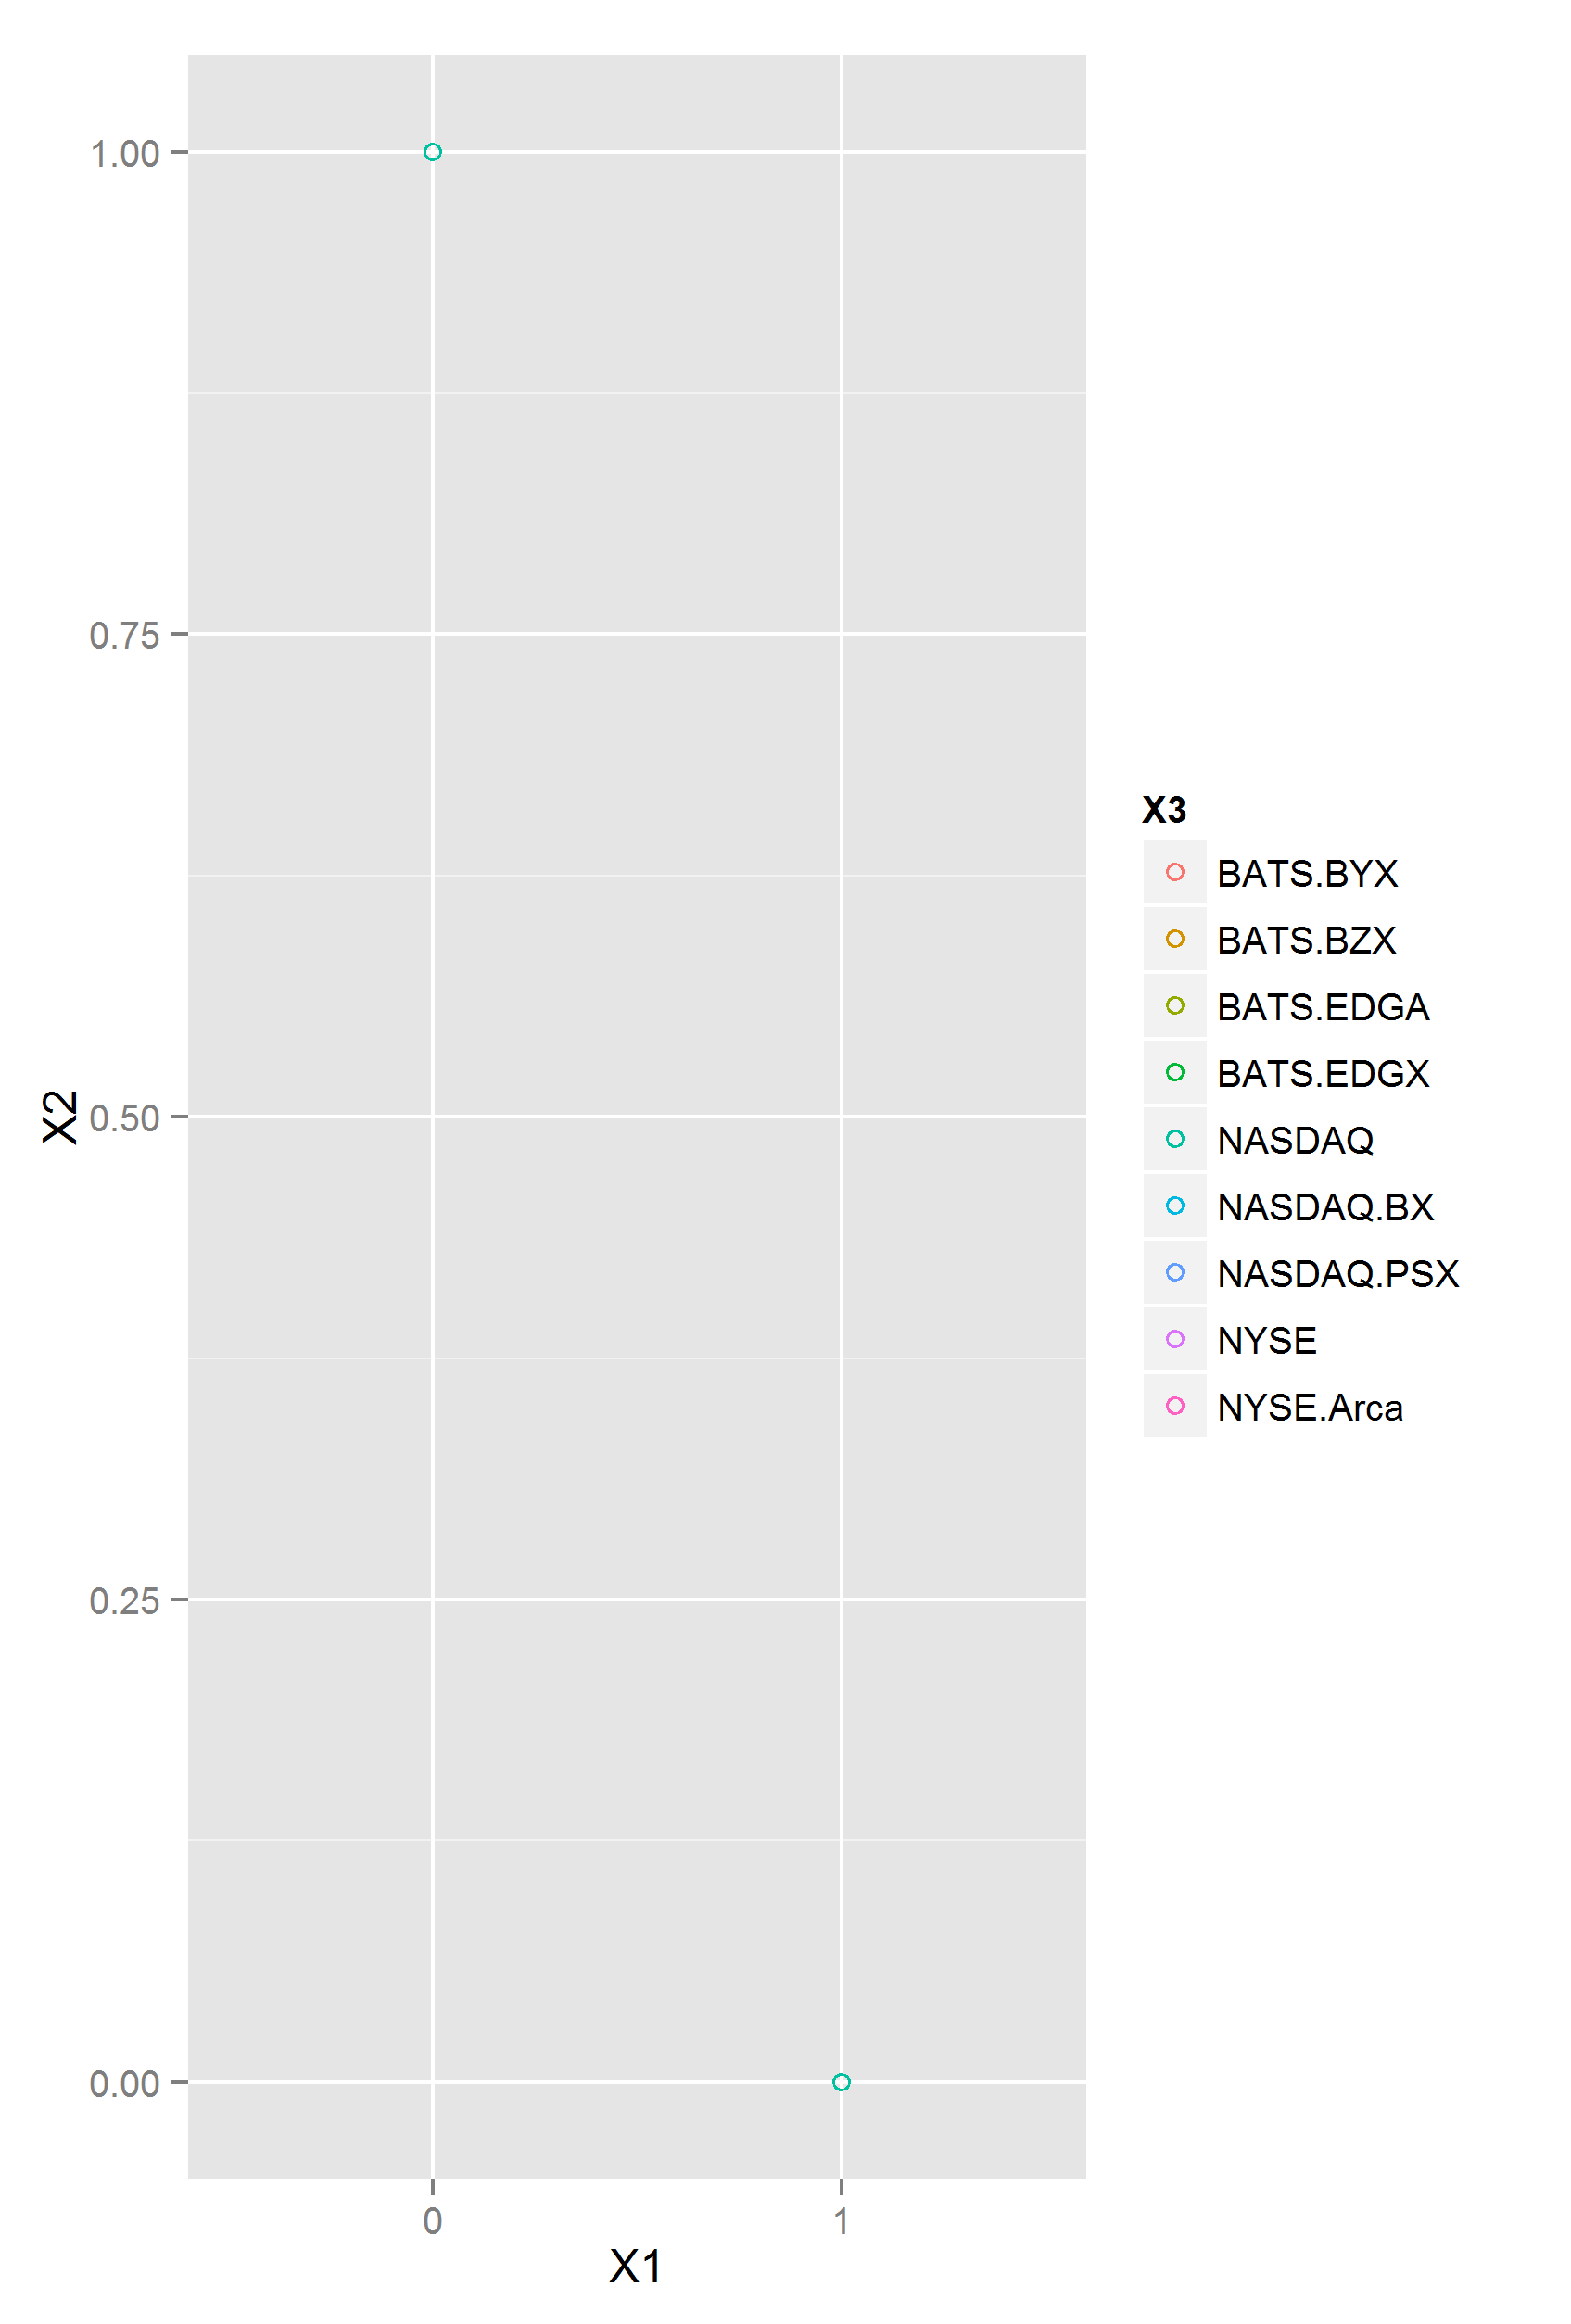 1.00
0.75
0.50
0.25
0.00
X2
0
1
X1
X3
BATS.BYX
BATS.BZX
BATS.EDGA
BATS.EDGX
NASDAQ
NASDAQ.BX
NASDAQ.PSX
NYSE
NYSE.Arca